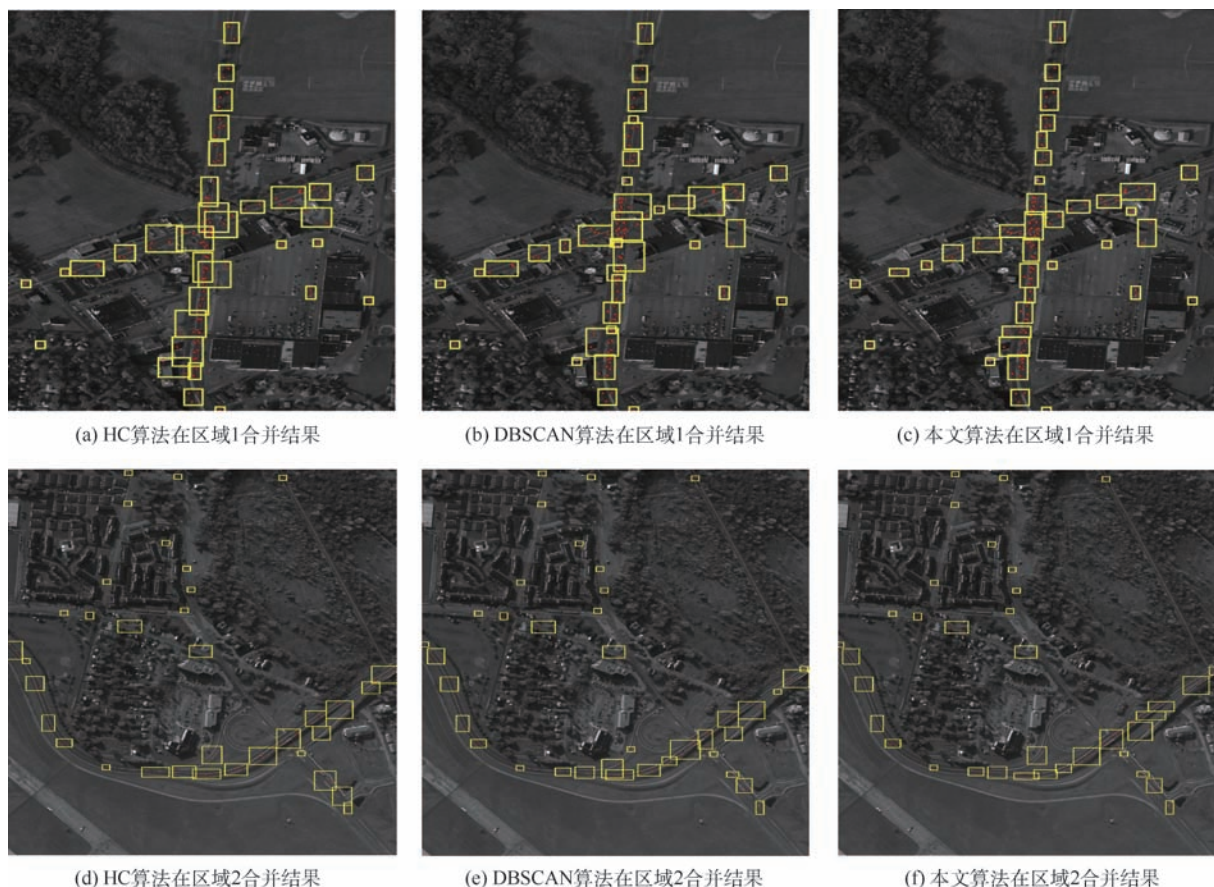 (a) HC算法在区域1合并结果
(b) DBSCAN算法在区域1合并结果
(c) 本文算法在区域1合并结果
(d) HC算法在区域2合并结果
(e) DBSCAN算法在区域2合并结果
(f) 本文算法在区域2合并结果